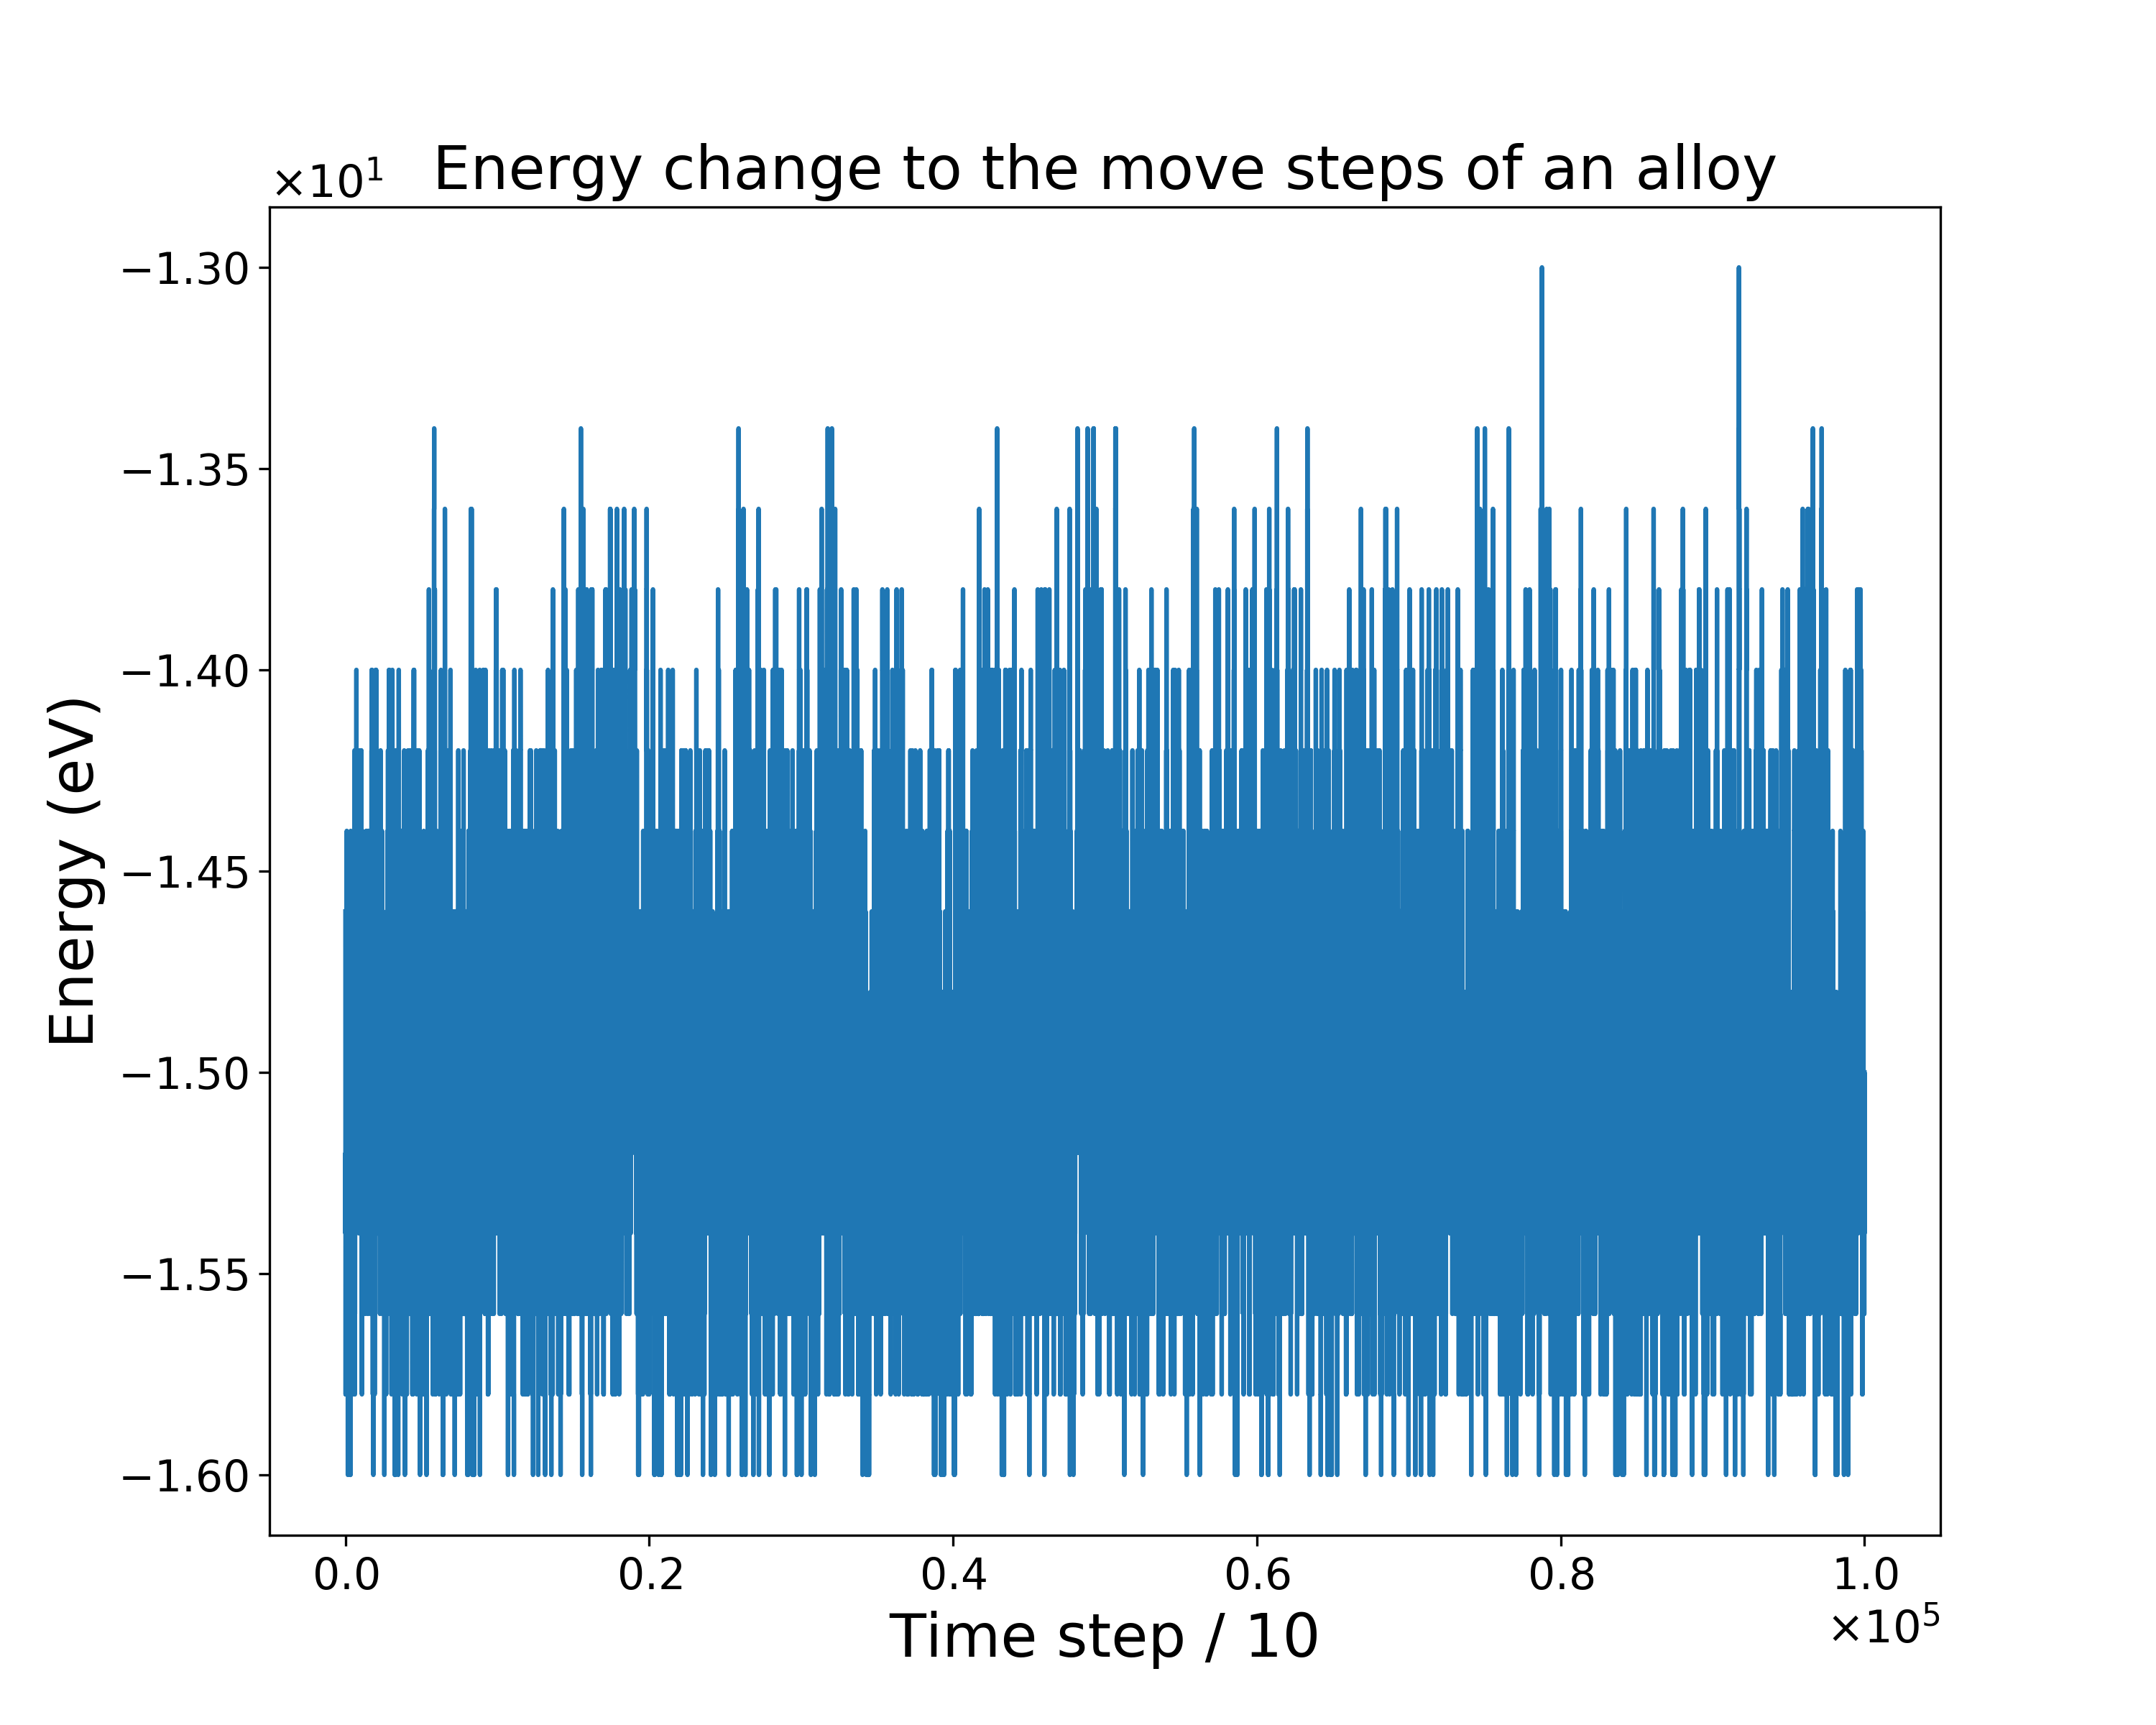 ×10¹
Energy change to the move steps of an alloy
−1.30
−1.35
−1.40
−1.45
−1.50
−1.55
−1.60
Energy (eV)
0.0 0.2 0.4 0.6 0.8 1.0
Time step / 10
×10⁵